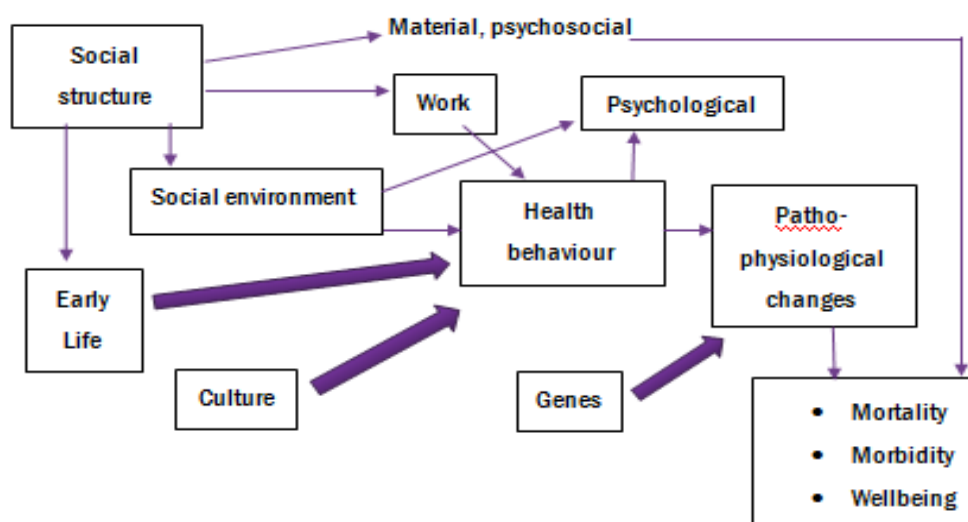 Material, psychosocial
Social
structure
Work
Psychological
Social environment
Health
behaviour
Patho-
physiological
changes
Early
Life
Culture
Genes
• Mortality
• Morbidity
• Wellbeing